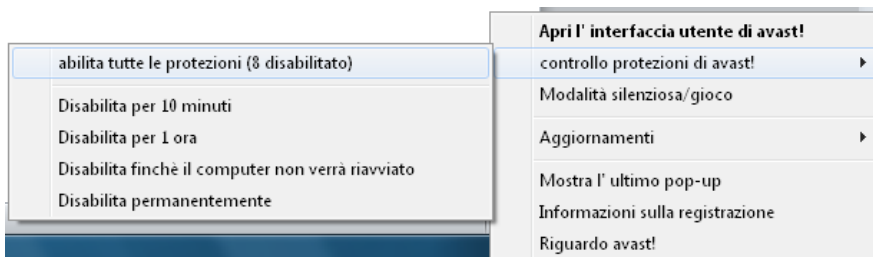 Apri l' interfaccia utente di avast!
controllo protezioni di avast!
Modalità silenziosa/gioco
Aggiornamenti
Mostra l' ultimo pop-up
Informazioni sulla registrazione
Riguardo avast!
abilita tutte le protezioni (8 disabilitato)
Disabilita per 10 minuti
Disabilita per 1 ora
Disabilita finchè il computer non verrà riavviato
Disabilita permanentemente